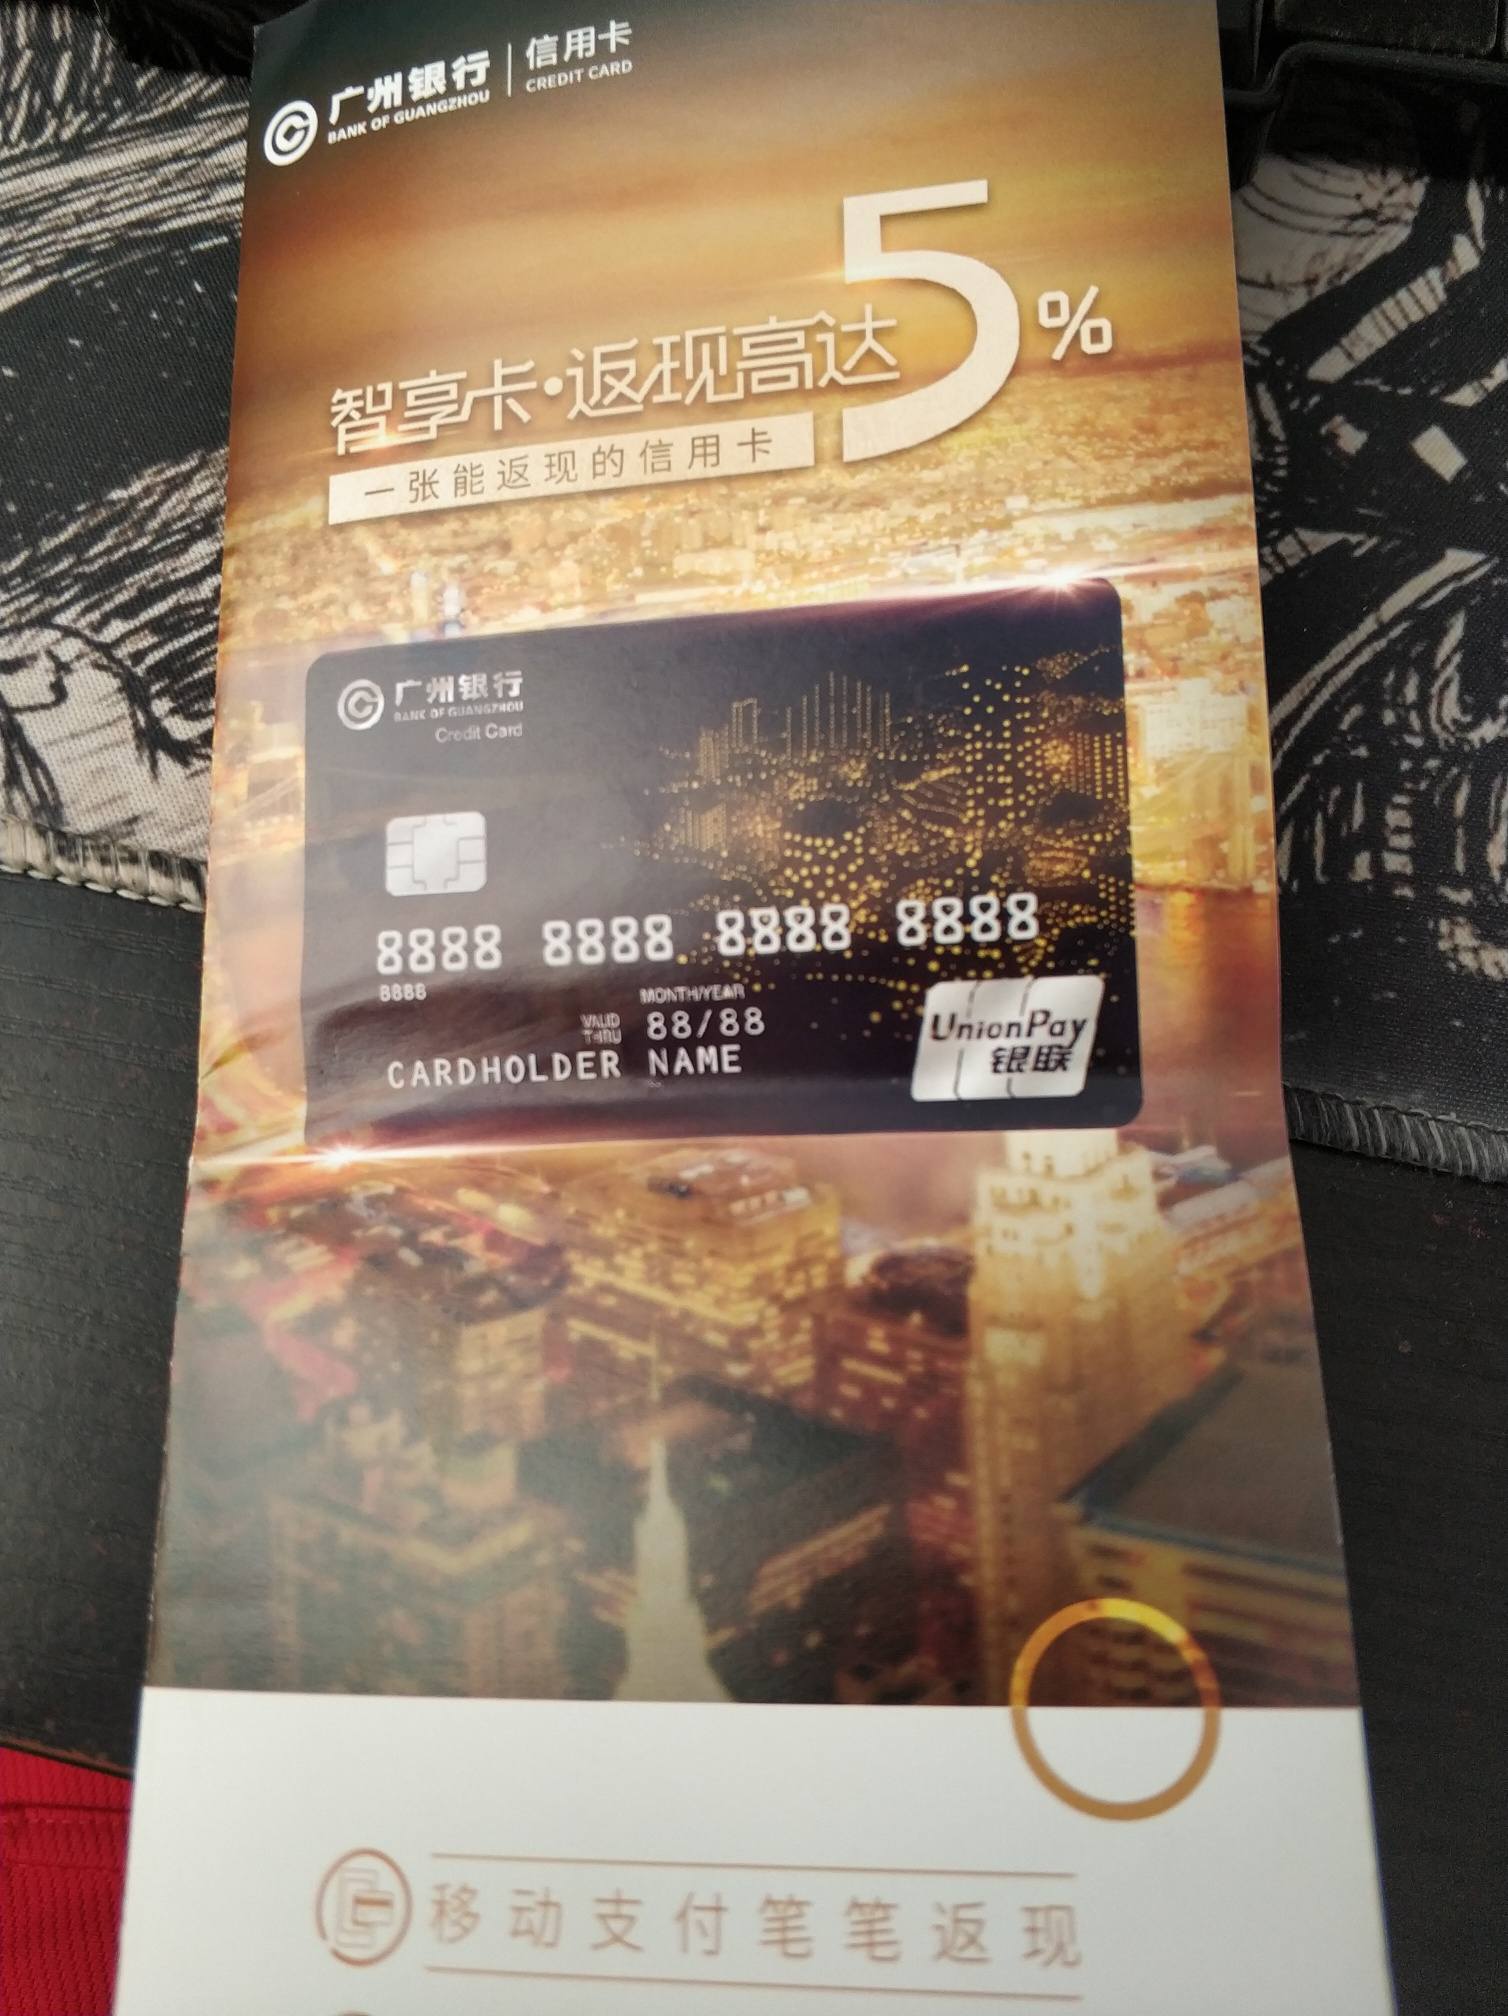 广州银行
BANK OF GUANGZHOU
信用卡
CREDIT CARD
智享卡·返现高达5%
一张能返现的信用卡
广州银行
BANK OF GUANGZHOU
Credit Card
8888 8888 8888 8888
8888
MONTH/YEAR
VALID THRU 88/88
CARDHOLDER NAME
UnionPay
银联
移动支付笔笔返现